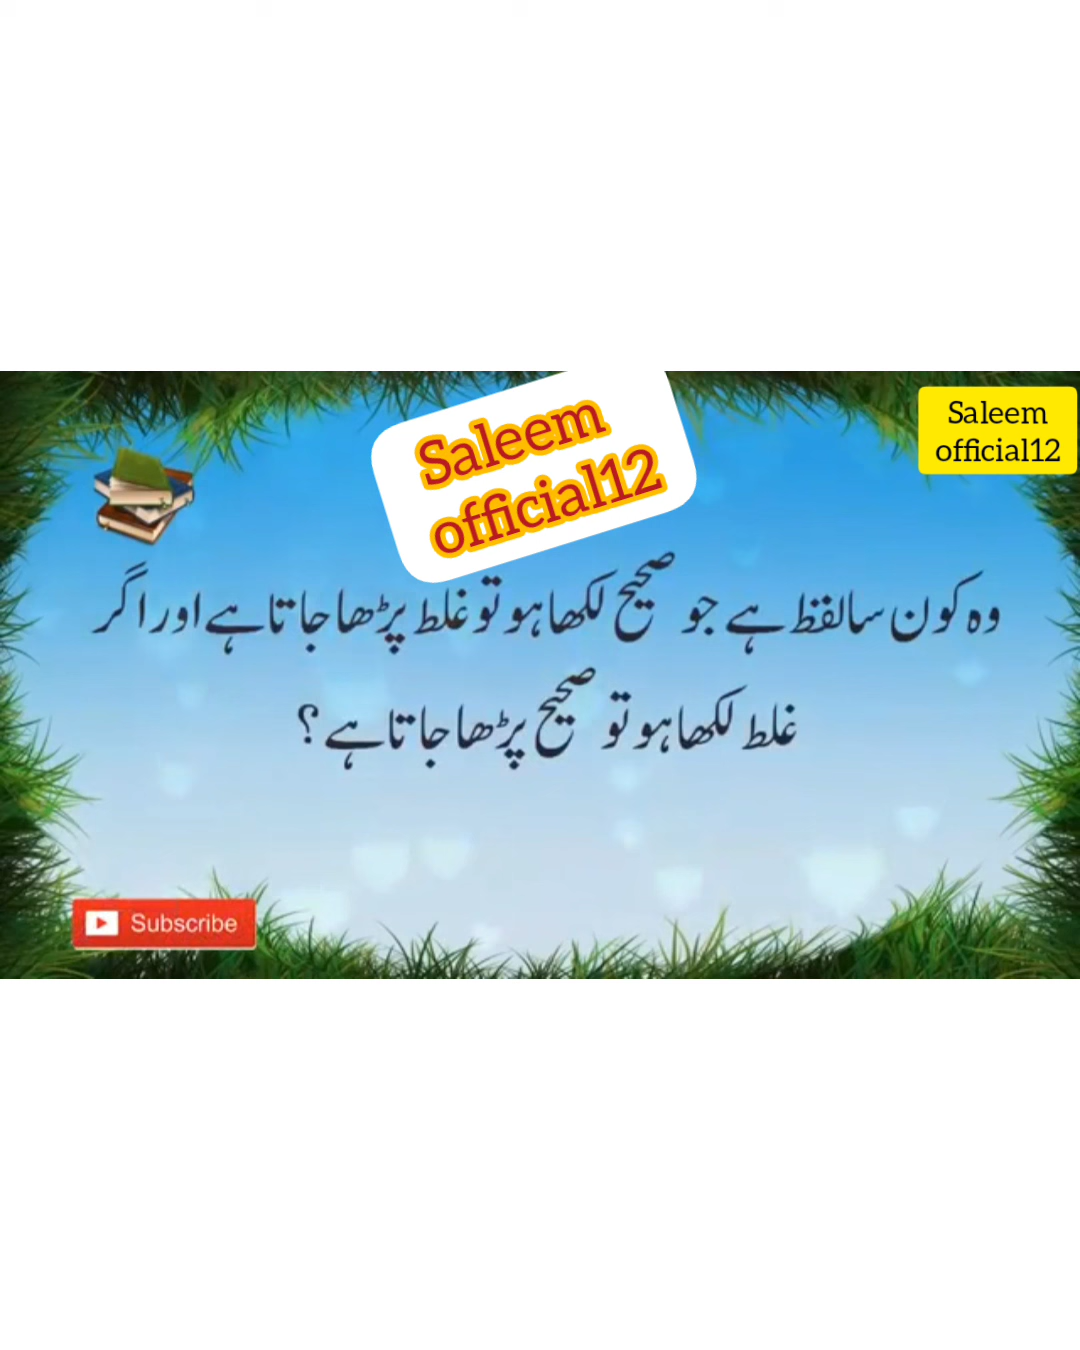 Saleem
official12
Saleem
official12
وہ کون سا لفظ ہے جو صحیح لکھا ہو تو غلط پڑھا جاتا ہے اور اگر
غلط لکھا ہو تو صحیح پڑھا جاتا ہے ؟
Subscribe